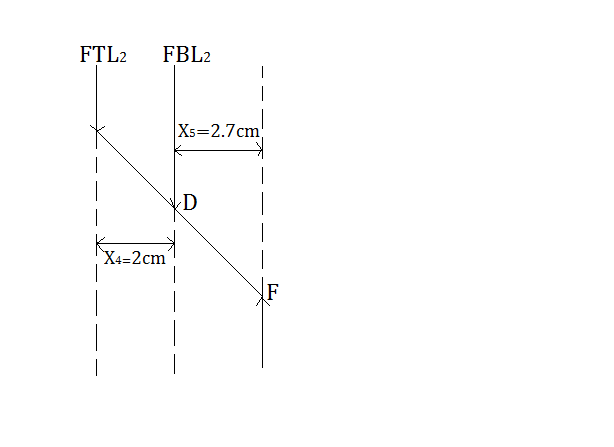 FTL₂ FBL₂
X₅=2.7cm
D
X₄=2cm
F